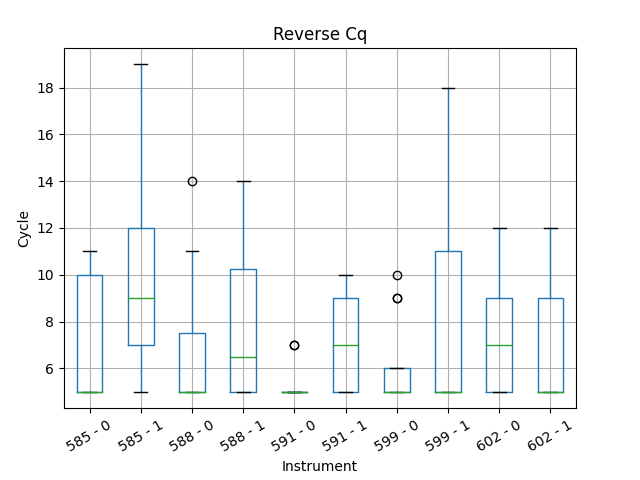 Reverse Cq
Cycle
18
16
14
12
10
8
6
585 - 0
585 - 1
588 - 0
588 - 1
591 - 0
591 - 1
599 - 0
599 - 1
602 - 0
602 - 1
Instrument